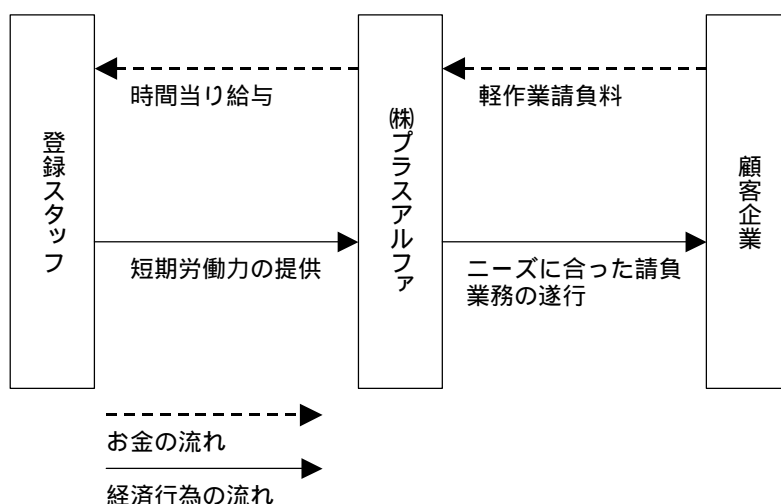 登録スタッフ
時間当り給与
短期労働力の提供
㈱プラスアルファ
軽作業請負料
ニーズに合った請負
業務の遂行
顧客企業
お金の流れ
経済行為の流れ